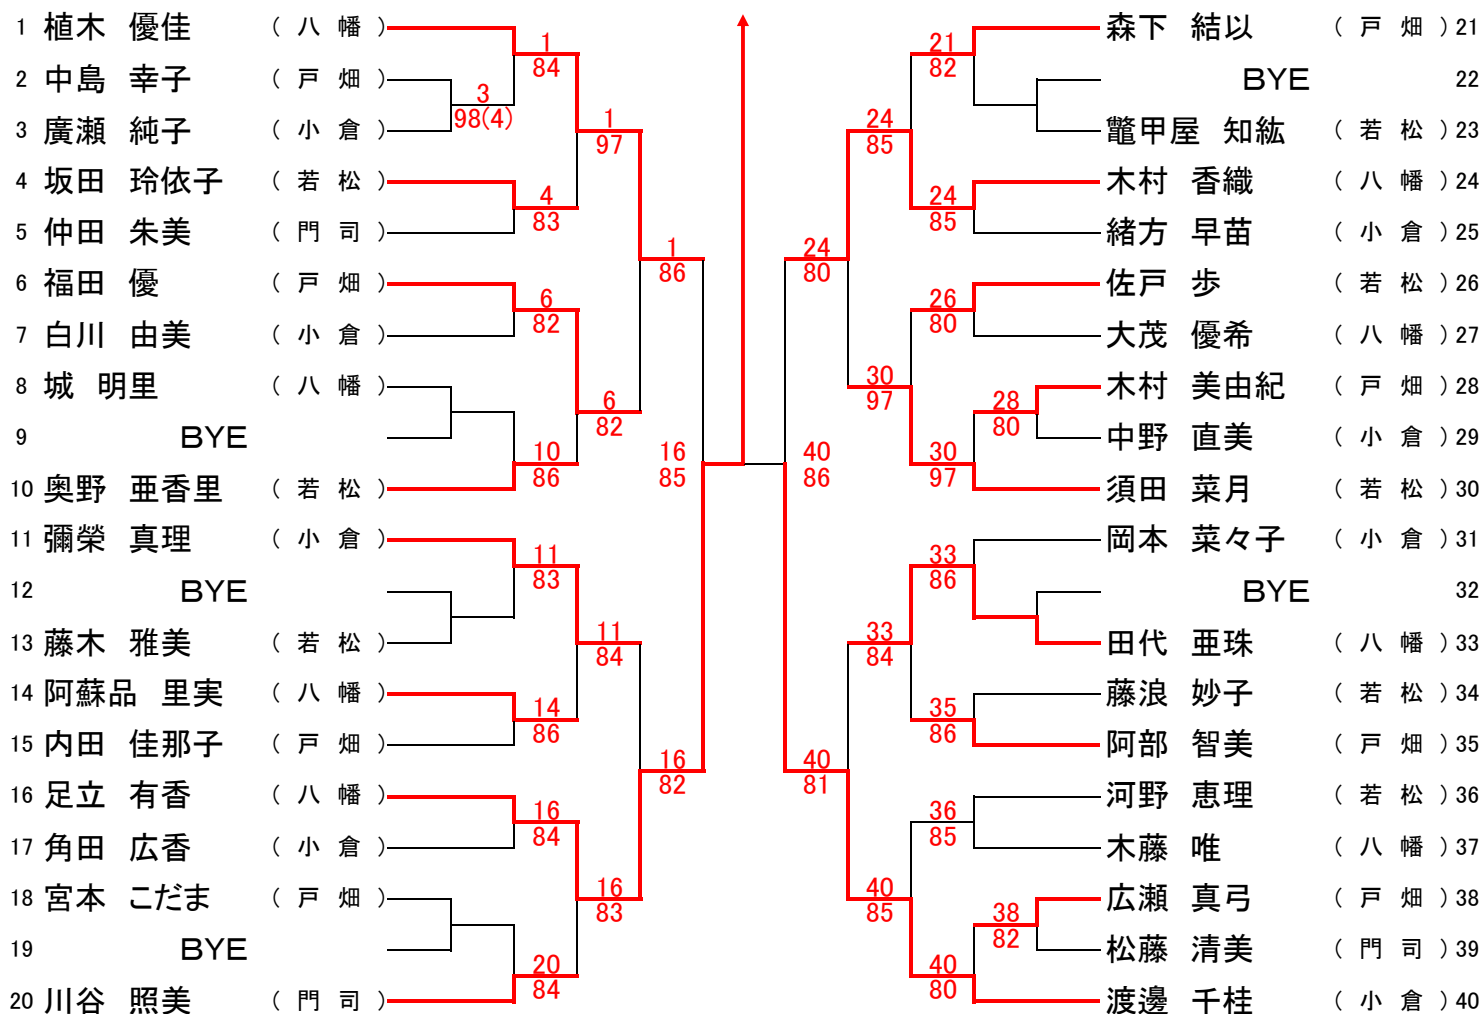 1 植木 優佳 （ 八 幡 ）
2 中島 幸子 （ 戸 畑 ）
3 廣瀬 純子 （ 小 倉 ）
4 坂田 玲依子 （ 若 松 ）
5 仲田 朱美 （ 門 司 ）
6 福田 優 （ 戸 畑 ）
7 白川 由美 （ 小 倉 ）
8 城 明里 （ 八 幡 ）
9 BYE
10 奥野 亜香里 （ 若 松 ）
11 彌榮 真理 （ 小 倉 ）
12 BYE
13 藤木 雅美 （ 若 松 ）
14 阿蘇品 里実 （ 八 幡 ）
15 内田 佳那子 （ 戸 畑 ）
16 足立 有香 （ 八 幡 ）
17 角田 広香 （ 小 倉 ）
18 宮本 こだま （ 戸 畑 ）
19 BYE
20 川谷 照美 （ 門 司 ）
3
98(4)
1
84
4
83
6
82
10
86
11
83
14
86
16
84
20
84
1
97
6
82
11
84
16
83
1
86
16
82
16
85
40
86
24
80
40
81
24
85
30
97
33
84
40
85
21
82
24
85
26
80
30
97
33
86
35
86
36
85
40
80
28
80
38
82
森下 結以 （ 戸 畑 ） 21
BYE 22
鼈甲屋 知紘 （ 若 松 ） 23
木村 香織 （ 八 幡 ） 24
緒方 早苗 （ 小 倉 ） 25
佐戸 歩 （ 若 松 ） 26
大茂 優希 （ 八 幡 ） 27
木村 美由紀 （ 戸 畑 ） 28
中野 直美 （ 小 倉 ） 29
須田 菜月 （ 若 松 ） 30
岡本 菜々子 （ 小 倉 ） 31
BYE 32
田代 亜珠 （ 八 幡 ） 33
藤浪 妙子 （ 若 松 ） 34
阿部 智美 （ 戸 畑 ） 35
河野 恵理 （ 若 松 ） 36
木藤 唯 （ 八 幡 ） 37
広瀬 真弓 （ 戸 畑 ） 38
松藤 清美 （ 門 司 ） 39
渡邊 千桂 （ 小 倉 ） 40